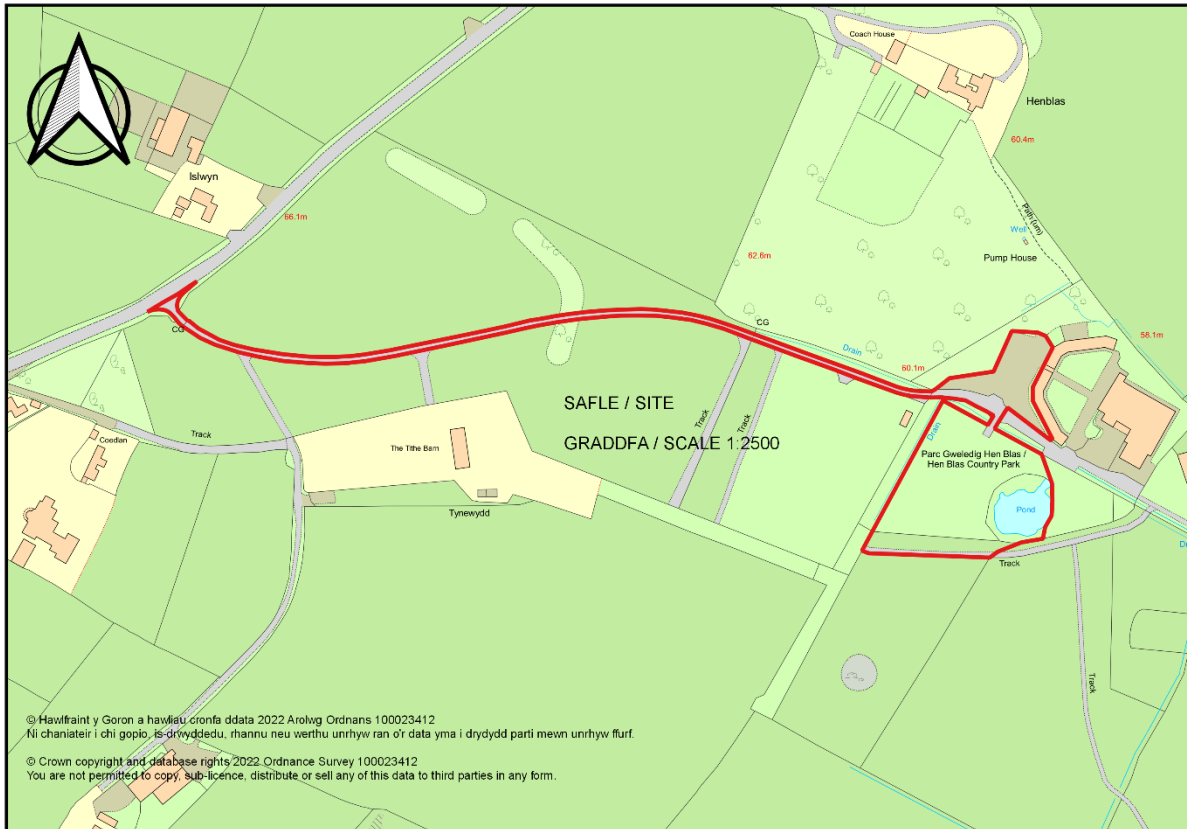 Coach House
Henblas
60.4m
Islwyn
66.1m
Path (um)
Well
Pump House
62.6m
CG
CG
Drain
58.1m
60.1m
SAFLE / SITE
GRADDFA / SCALE 1:2500
Track
Track
Track
Coedlan
The Tithe Barn
Tynewydd
Drain
Parc Gweledig Hen Blas /
Hen Blas Country Park
Pond
Track
Track
© Hawlfraint y Goron a hawliau cronfa ddata 2022 Arolwg Ordnans 100023412
Ni chaniateir i chi gopio, is-drwyddedu, rhannu neu werthu unrhyw ran o'r data yma i drydydd parti mewn unrhyw ffurf.
© Crown copyright and database rights 2022 Ordnance Survey 100023412
You are not permitted to copy, sub-licence, distribute or sell any of this data to third parties in any form.